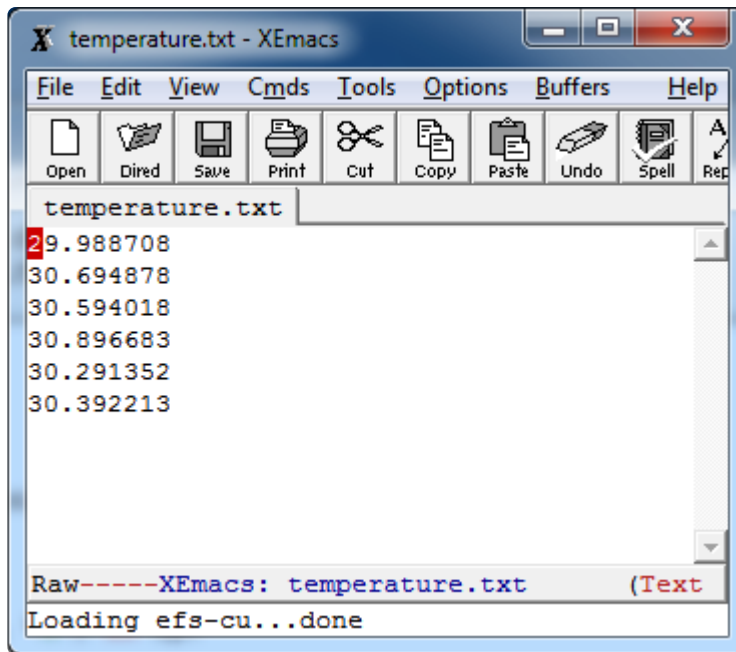 temperature.txt - XEmacs
File Edit View Cmds Tools Options Buffers Help
Open Dired Save Print Cut Copy Paste Undo Spell Rep
temperature.txt
29.988708
30.694878
30.594018
30.896683
30.291352
30.392213
Raw-----XEmacs: temperature.txt (Text
Loading efs-cu...done